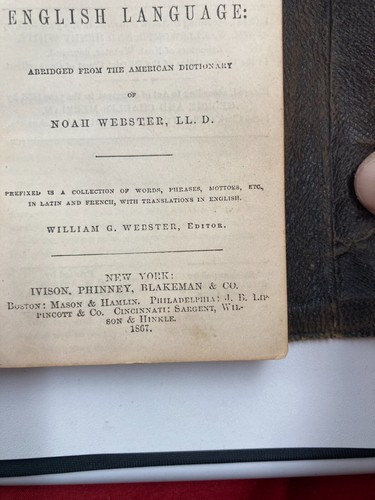 ENGLISH LANGUAGE:
ABRIDGED FROM THE AMERICAN DICTIONARY
OF
NOAH WEBSTER, LL. D.
PREFIXED IS A COLLECTION OF WORDS, PHRASES, MOTTOES, ETC.,
IN LATIN AND FRENCH, WITH TRANSLATIONS IN ENGLISH.
WILLIAM G. WEBSTER, EDITOR.
NEW YORK:
IVISON, PHINNEY, BLAKEMAN & CO.
BOSTON: MASON & HAMLIN. PHILADELPHIA: J. B. LIP-
PINCOTT & CO. CINCINNATI: SARGENT, WIL-
SON & HINKLE.
1867.